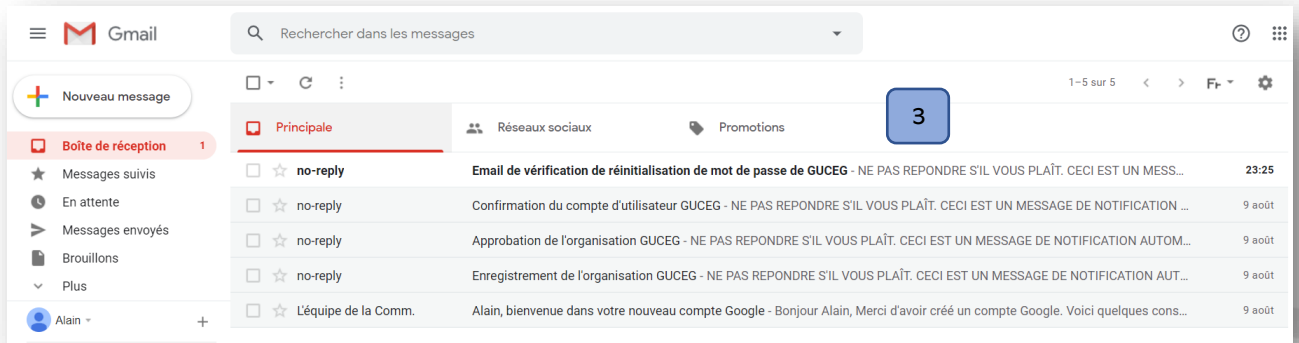 Gmail
Rechercher dans les messages
Nouveau message
1–5 sur 5
Fr
3
Principale
Réseaux sociaux
Promotions
Boîte de réception 1
Messages suivis
En attente
Messages envoyés
Brouillons
Plus
Alain
no-reply Email de vérification de réinitialisation de mot de passe de GUCEG - NE PAS REPONDRE S'IL VOUS PLAÎT. CECI EST UN MESS... 23:25
no-reply Confirmation du compte d'utilisateur GUCEG - NE PAS REPONDRE S'IL VOUS PLAÎT. CECI EST UN MESSAGE DE NOTIFICATION ... 9 août
no-reply Approbation de l'organisation GUCEG - NE PAS REPONDRE S'IL VOUS PLAÎT. CECI EST UN MESSAGE DE NOTIFICATION AUTOM... 9 août
no-reply Enregistrement de l'organisation GUCEG - NE PAS REPONDRE S'IL VOUS PLAÎT. CECI EST UN MESSAGE DE NOTIFICATION AUT... 9 août
L'équipe de la Comm. Alain, bienvenue dans votre nouveau compte Google - Bonjour Alain, Merci d'avoir créé un compte Google. Voici quelques cons... 9 août